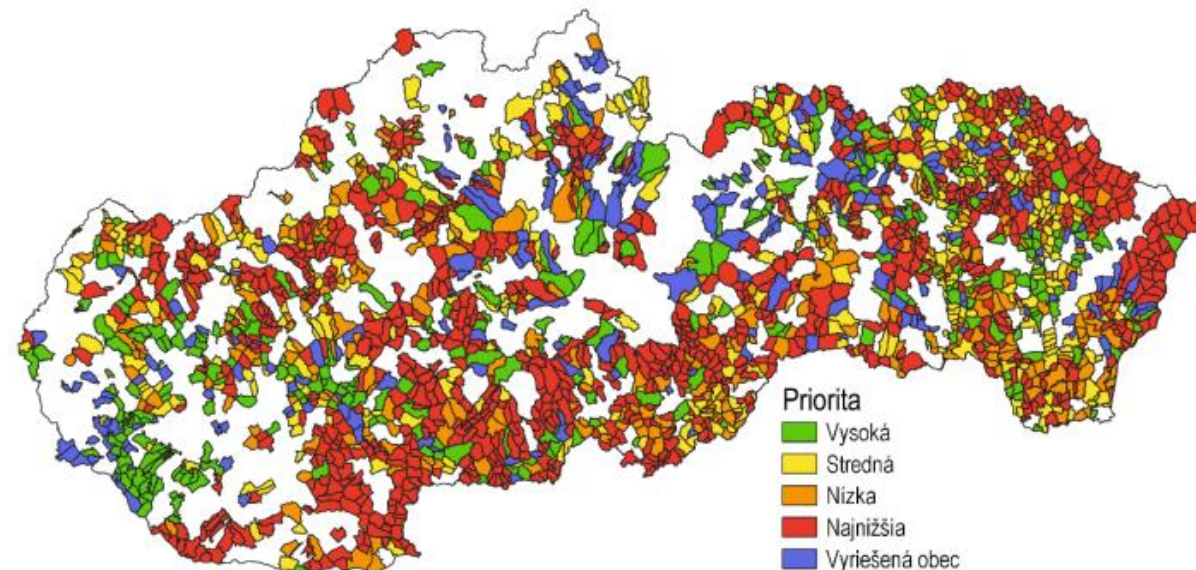 Priorita
Vysoká
Stredná
Nízka
Najnižšia
Vyriešená obec